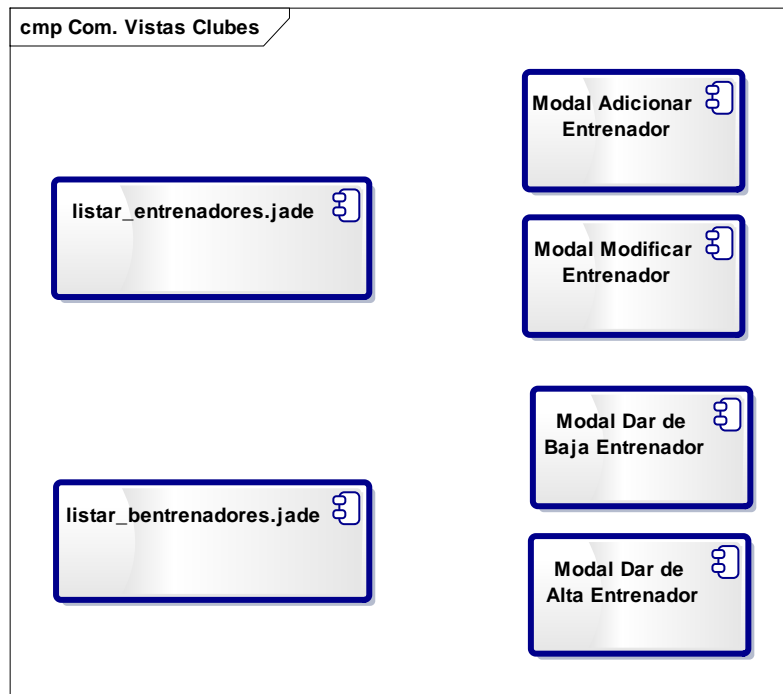 cmp Com. Vistas Clubes
Modal Adicionar
Entrenador
listar_entrenadores.jade
Modal Modificar
Entrenador
Modal Dar de
Baja Entrenador
listar_bentrenadores.jade
Modal Dar de
Alta Entrenador